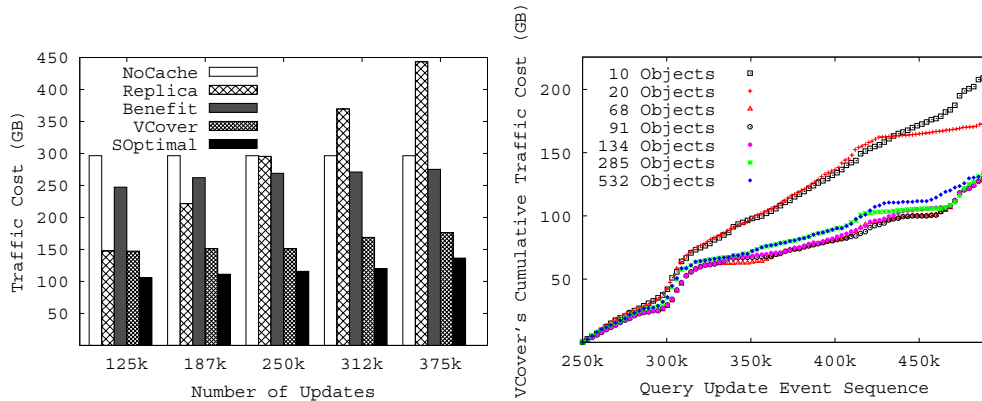 450
400
350
300
250
200
150
100
50
Traffic Cost (GB)
NoCache
Replica
Benefit
VCover
SOptimal
125k 187k 250k 312k 375k
Number of Updates
VCover's Cumulative Traffic Cost (GB)
200
150
100
50
0
10 Objects
20 Objects
68 Objects
91 Objects
134 Objects
285 Objects
532 Objects
250k 300k 350k 400k 450k
Query Update Event Sequence